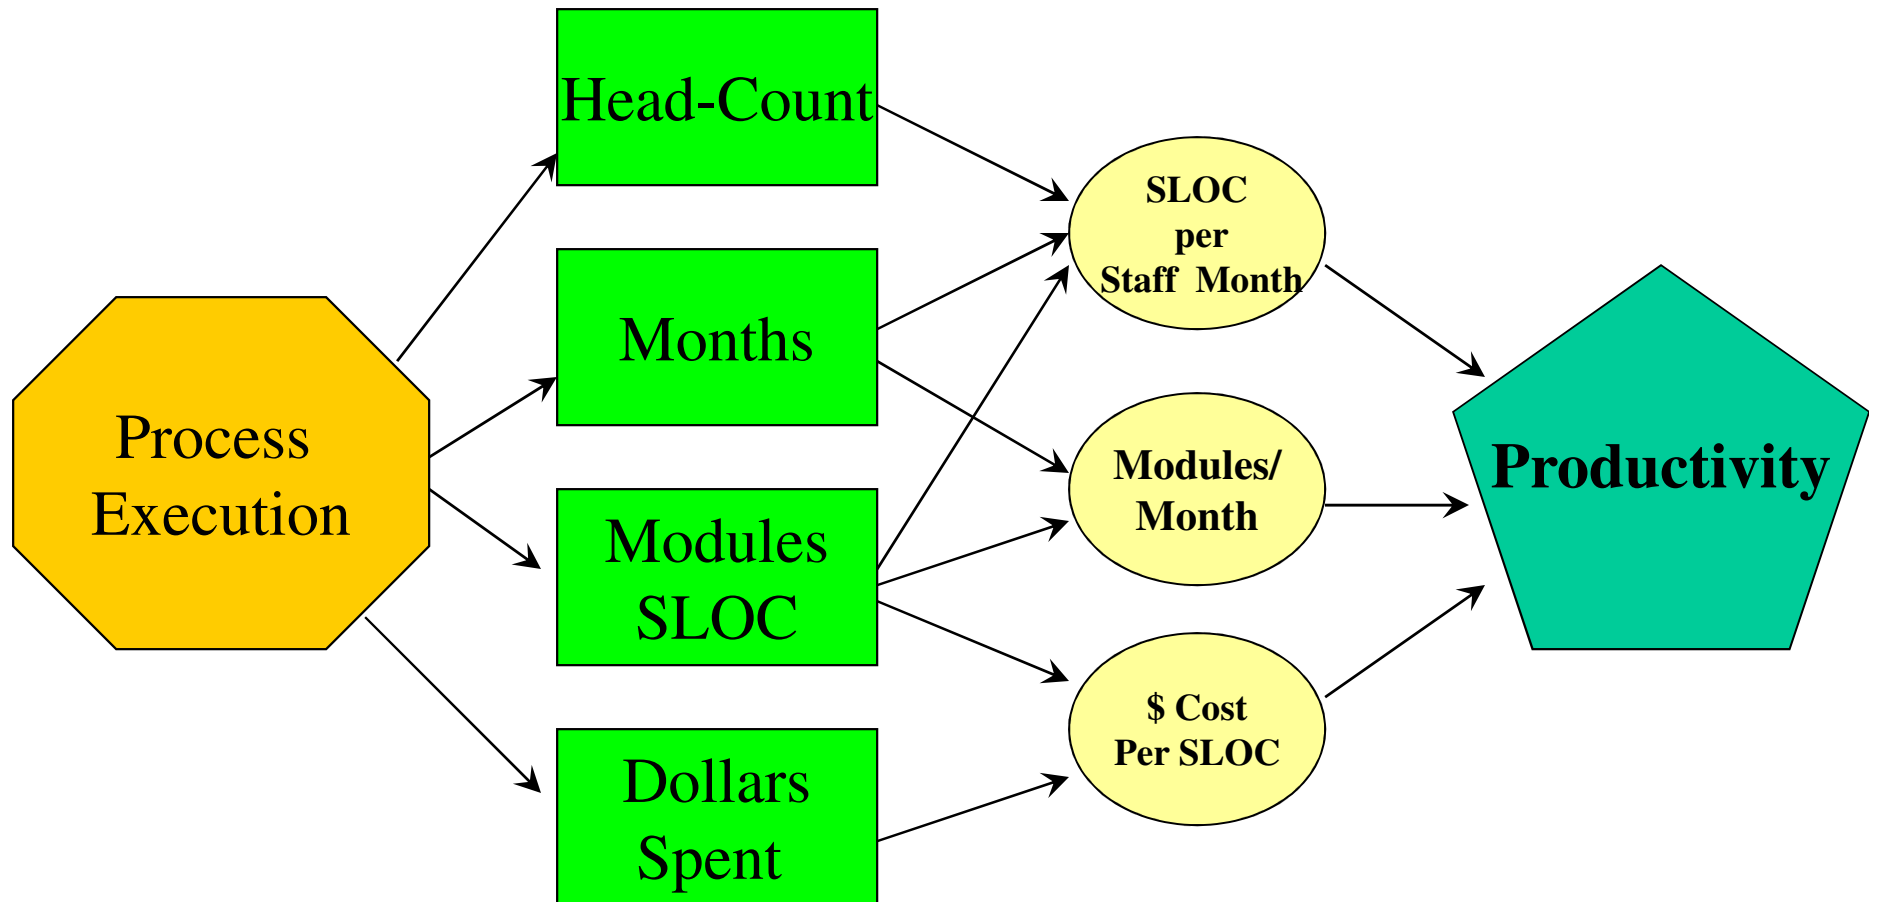 Process
Execution
Head-Count
Months
Modules
SLOC
Dollars
Spent
SLOC
per
Staff Month
Modules/
Month
$ Cost
Per SLOC
Productivity